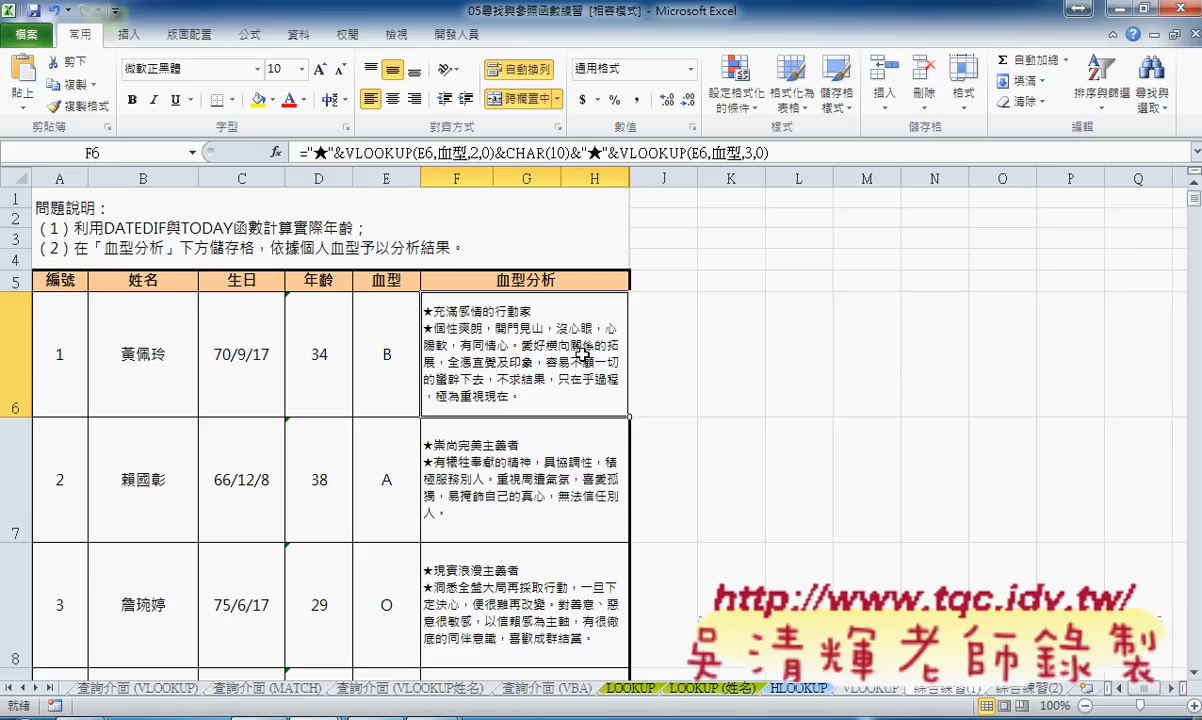 05尋找與參照函數練習 [相容模式] - Microsoft Excel
檔案 常用 插入 版面配置 公式 資料 校閱 檢視 開發人員
貼上 剪下 複製 複製格式 剪貼簿
微軟正黑體 10 B I U 字型
自動換列 跨欄置中 對齊方式
通用格式 $ % , 數值
設定格式化的條件 格式化為表格 儲存格樣式 樣式
插入 刪除 格式 儲存格
Σ 自動加總 填滿 清除 排序與篩選 尋找與選取 編輯
F6 fx ="★"&VLOOKUP(E6,血型,2,0)&CHAR(10)&"★"&VLOOKUP(E6,血型,3,0)
A B C D E F G H J K L M N O P Q
1
2
3
4
問題說明：
（1）利用DATEDIF與TODAY函數計算實際年齡；
（2）在「血型分析」下方儲存格，依據個人血型予以分析結果。
5 編號 姓名 生日 年齡 血型 血型分析
6 1 黃佩玲 70/9/17 34 B
★充滿感情的行動家
★個性爽朗，開門見山，沒心眼，心
腸軟，有同情心。愛好橫向關係的拓
展，全憑直覺及印象，容易不顧一切
的蠻幹下去，不求結果，只在乎過程
，極為重視現在。
7 2 賴國彰 66/12/8 38 A
★崇尚完美主義者
★有犧牲奉獻的精神，具協調性，積
極服務別人。重視周遭氣氛，喜愛孤
獨，易掩飾自己的真心，無法信任別
人。
8 3 詹琬婷 75/6/17 29 O
★現實浪漫主義者
★洞悉全盤大局再採取行動，一旦下
定決心，便很難再改變。對善意、惡
意很敏感，以信賴感為主軸，有很徹
底的同伴意識，喜歡成群結黨。
http://www.tqc.idv.tw/
吳清輝老師錄製
查詢介面 (VLOOKUP) 查詢介面 (MATCH) 查詢介面 (VLOOKUP姓名) 查詢介面 (VBA) LOOKUP LOOKUP (姓名) HLOOKUP VLOOKUP 綜合練習(1) 綜合練習(2)
就緒 100%